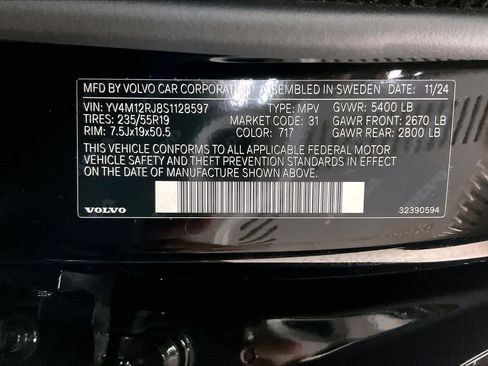 MFD BY VOLVO CAR CORPORATION ASSEMBLED IN SWEDEN DATE: 11/24
VIN: YV4M12RJ8S1128597 TYPE: MPV GVWR: 5400 LB
TIRES: 235/55R19 MARKET CODE: 31 GAWR FRONT: 2670 LB
RIM: 7.5Jx19x50.5 COLOR: 717 GAWR REAR: 2800 LB
THIS VEHICLE CONFORMS TO ALL APPLICABLE FEDERAL MOTOR
VEHICLE SAFETY AND THEFT PREVENTION STANDARDS IN EFFECT
ON THE DATE OF MANUFACTURE SHOWN ABOVE.
VOLVO 32390594